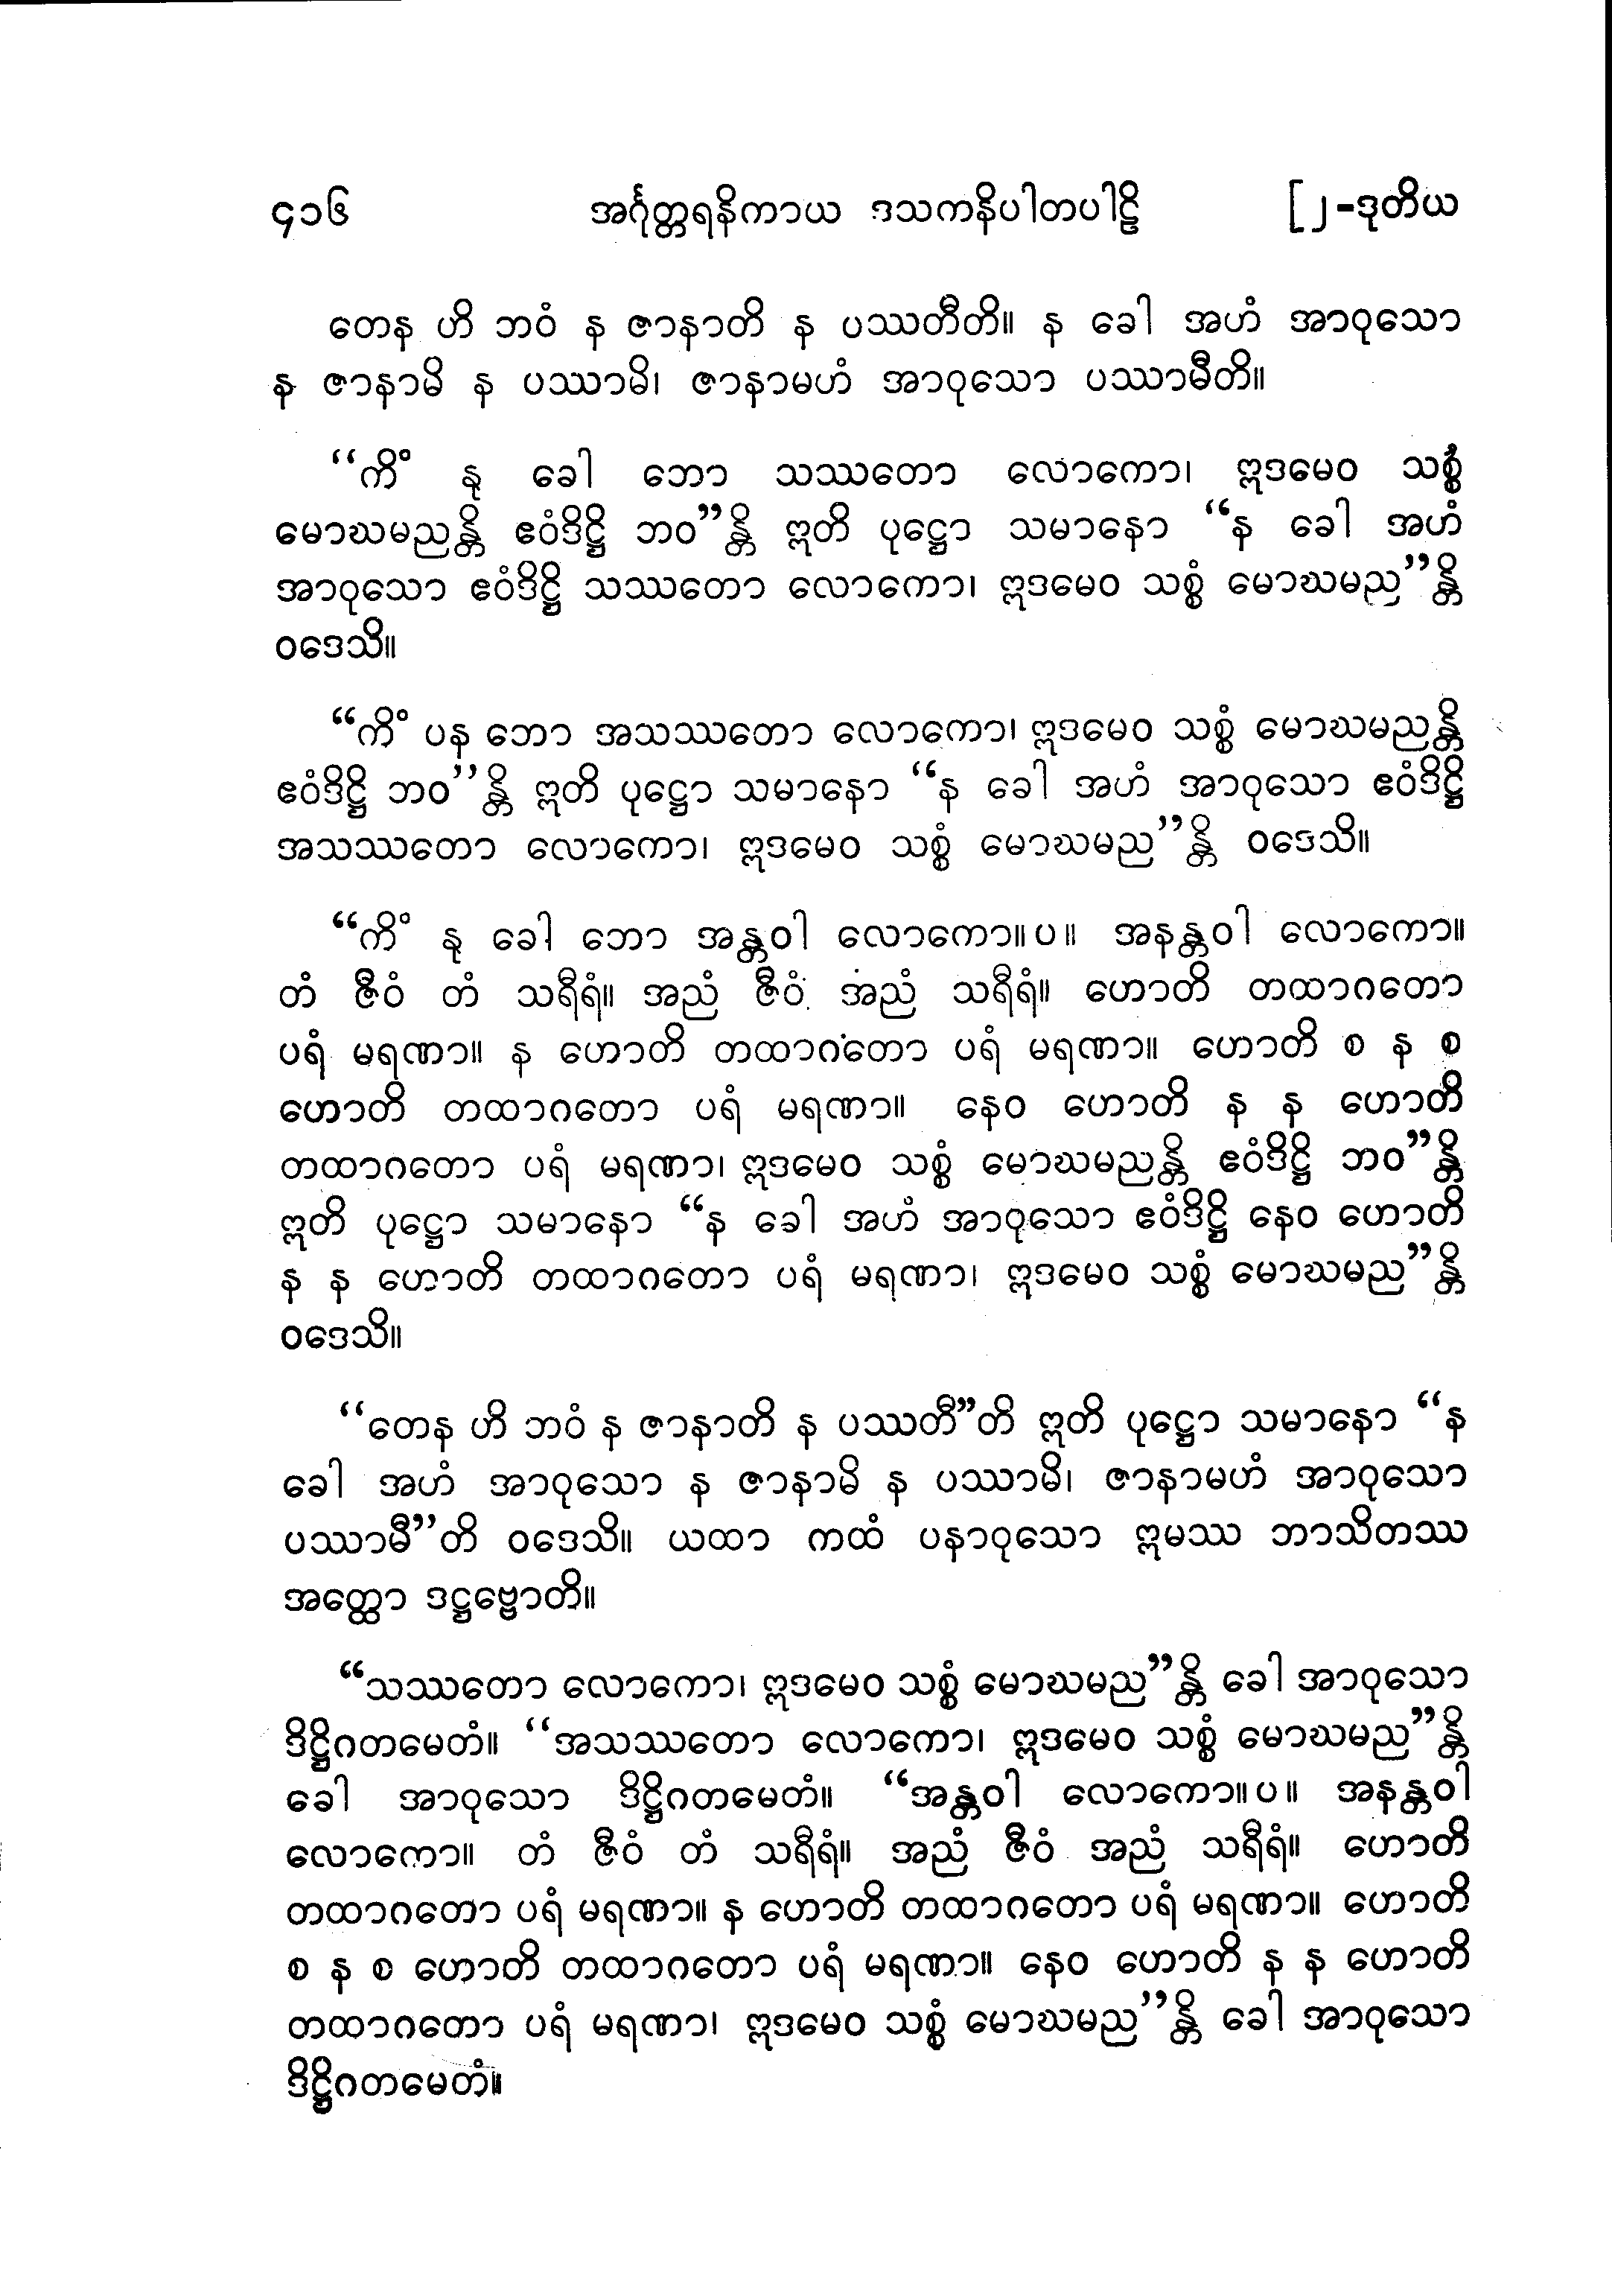 ၄၁၆ အင်္ဂုတ္တရနိကာယ ဒသကနိပါတပါဠိ [၂-ဒုတိယ
တေန ဟိ ဘဝံ န ဇာနာတိ န ပဿတီတိ။ န ခေါ အဟံ အာဝုသော
န ဇာနာမိ န ပဿာမိ၊ ဇာနာမဟံ အာဝုသော ပဿာမီတိ။
“ကိံ နု ခေါ ဘော သဿတော လောကော၊ ဣဒမေဝ သစ္စံ
မောဃမညန္တိ ဧဝံဒိဋ္ဌိ ဘဝ”န္တိ ဣတိ ပုဋ္ဌော သမာနော “န ခေါ အဟံ
အာဝုသော ဧဝံဒိဋ္ဌိ သဿတော လောကော၊ ဣဒမေဝ သစ္စံ မောဃမည”န္တိ
ဝဒေသိ။
“ကိံ ပန ဘော အသဿတော လောကော၊ ဣဒမေဝ သစ္စံ မောဃမညန္တိ
ဧဝံဒိဋ္ဌိ ဘဝ”န္တိ ဣတိ ပုဋ္ဌော သမာနော “န ခေါ အဟံ အာဝုသော ဧဝံဒိဋ္ဌိ
အသဿတော လောကော၊ ဣဒမေဝ သစ္စံ မောဃမည”န္တိ ဝဒေသိ။
“ကိံ နု ခေါ ဘော အန္တဝါ လောကော။ပ။ အနန္တဝါ လောကော။
တံ ဇီဝံ တံ သရီရံ။ အညံ ဇီဝံ အညံ သရီရံ။ ဟောတိ တထာဂတော
ပရံ မရဏာ။ န ဟောတိ တထာဂတော ပရံ မရဏာ။ ဟောတိ စ န စ
ဟောတိ တထာဂတော ပရံ မရဏာ။ နေဝ ဟောတိ န န ဟောတိ
တထာဂတော ပရံ မရဏာ၊ ဣဒမေဝ သစ္စံ မောဃမညန္တိ ဧဝံဒိဋ္ဌိ ဘဝ”န္တိ
ဣတိ ပုဋ္ဌော သမာနော “န ခေါ အဟံ အာဝုသော ဧဝံဒိဋ္ဌိ နေဝ ဟောတိ
န န ဟောတိ တထာဂတော ပရံ မရဏာ၊ ဣဒမေဝ သစ္စံ မောဃမည”န္တိ
ဝဒေသိ။
“တေန ဟိ ဘဝံ န ဇာနာတိ န ပဿတီ”တိ ဣတိ ပုဋ္ဌော သမာနော “န
ခေါ အဟံ အာဝုသော န ဇာနာမိ န ပဿာမိ၊ ဇာနာမဟံ အာဝုသော
ပဿာမီ”တိ ဝဒေသိ။ ယထာ ကထံ ပနာဝုသော ဣမဿ ဘာသိတဿ
အတ္ထော ဒဋ္ဌဗ္ဗောတိ။
“သဿတော လောကော၊ ဣဒမေဝ သစ္စံ မောဃမည”န္တိ ခေါ အာဝုသော
ဒိဋ္ဌိဂတမေတံ။ “အသဿတော လောကော၊ ဣဒမေဝ သစ္စံ မောဃမည”န္တိ
ခေါ အာဝုသော ဒိဋ္ဌိဂတမေတံ။ “အန္တဝါ လောကော။ပ။ အနန္တဝါ
လောကော။ တံ ဇီဝံ တံ သရီရံ။ အညံ ဇီဝံ အညံ သရီရံ။ ဟောတိ
တထာဂတော ပရံ မရဏာ။ န ဟောတိ တထာဂတော ပရံ မရဏာ။ ဟောတိ
စ န စ ဟောတိ တထာဂတော ပရံ မရဏာ။ နေဝ ဟောတိ န န ဟောတိ
တထာဂတော ပရံ မရဏာ၊ ဣဒမေဝ သစ္စံ မောဃမည”န္တိ ခေါ အာဝုသော
ဒိဋ္ဌိဂတမေတံ။